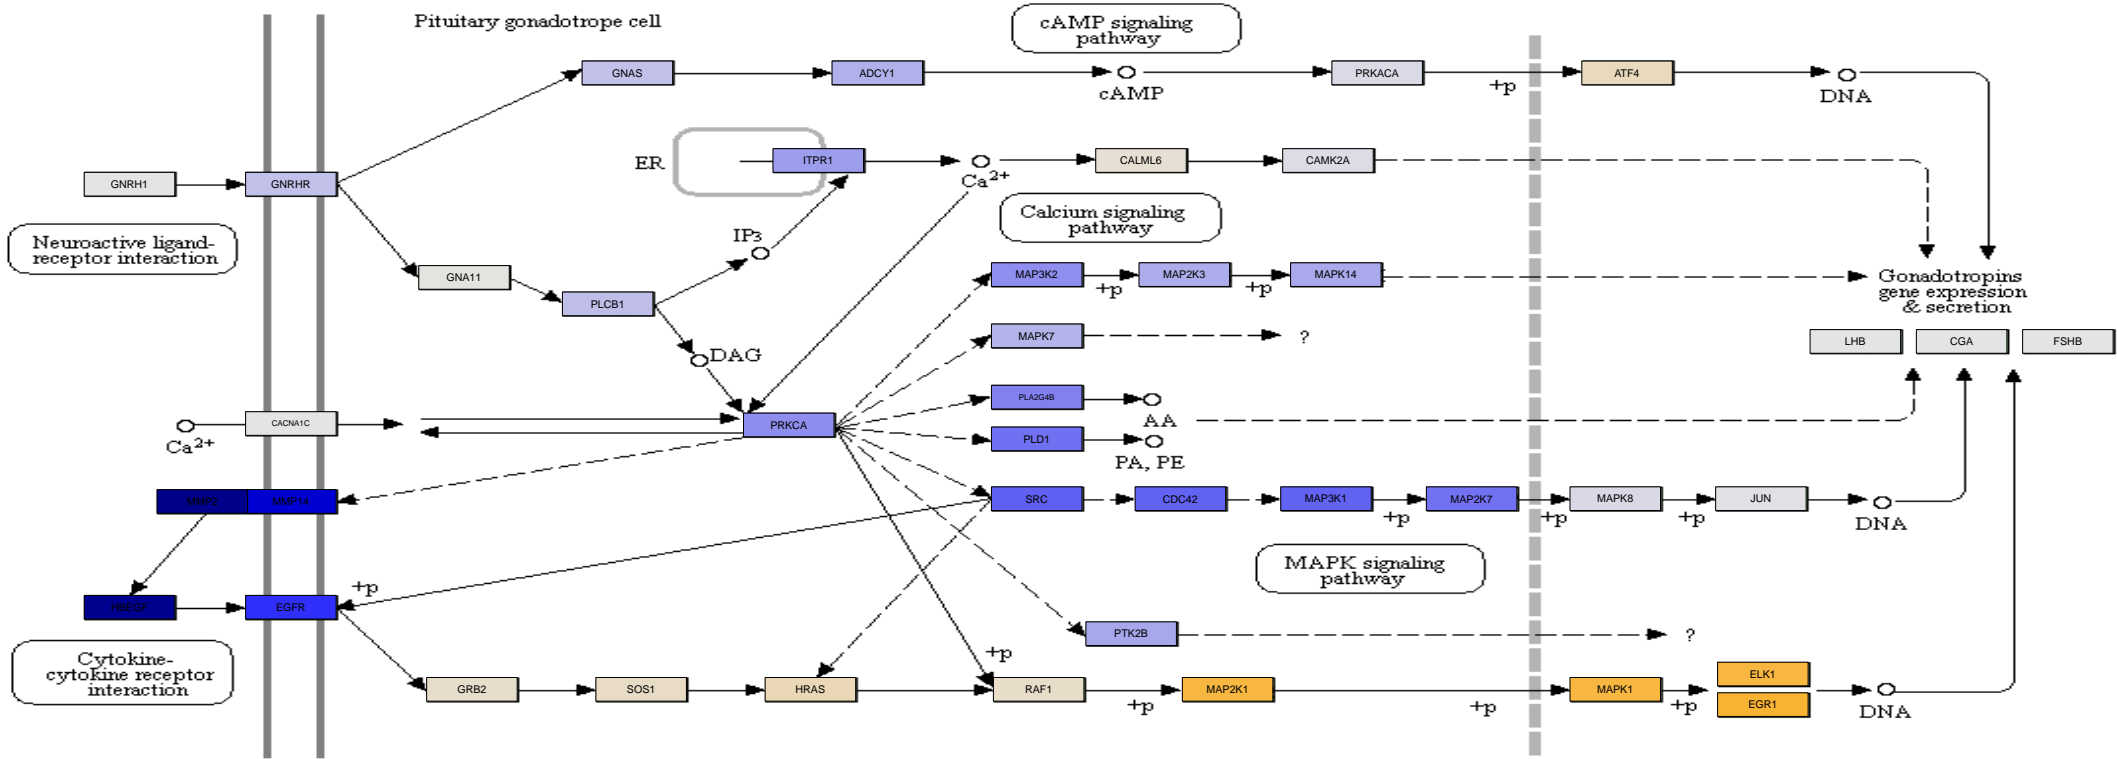 Pituitary gonadotrope cell
cAMP signaling
pathway
GNAS
ADCY1
cAMP
PRKACA
+p
ATF4
DNA
ER
ITPR1
Ca2+
CALML6
CAMK2A
GNRH1
GNRHR
Neuroactive ligand-
receptor interaction
Calcium signaling
pathway
IP3
GNA11
PLCB1
MAP3K2
+p
MAP2K3
+p
MAPK14
Gonadotropins
gene expression
& secretion
DAG
MAPK7
?
LHB
CGA
FSHB
Ca2+
CACNA1C
PRKCA
PLA2G4B
AA
PLD1
PA, PE
MMP2
MMP14
SRC
CDC42
MAP3K1
+p
MAP2K7
+p
MAPK8
+p
JUN
DNA
MAPK signaling
pathway
HBEGF
EGFR
+p
PTK2B
?
Cytokine-
cytokine receptor
interaction
GRB2
SOS1
HRAS
+p
RAF1
+p
MAP2K1
+p
MAPK1
+p
ELK1
EGR1
DNA